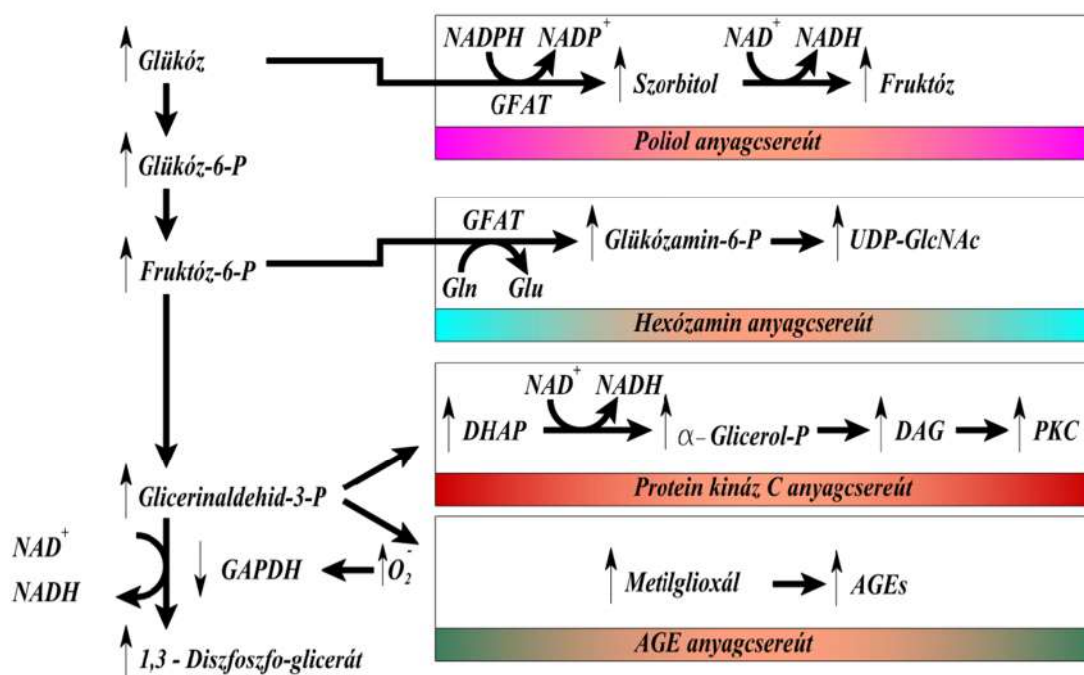 Glükóz
Glükóz-6-P
Fruktóz-6-P
Glicerinaldehid-3-P
NAD+
NADH
GAPDH
O2-
1,3 - Diszfoszfo-glicerát
NADPH NADP+
GFAT
Szorbitol
NAD+ NADH
Fruktóz
Poliol anyagcsereút
GFAT
Gln Glu
Glükózamin-6-P
UDP-GlcNAc
Hexózamin anyagcsereút
DHAP
NAD+ NADH
α- Glicerol-P
DAG
PKC
Protein kináz C anyagcsereút
Metilglioxál
AGEs
AGE anyagcsereút